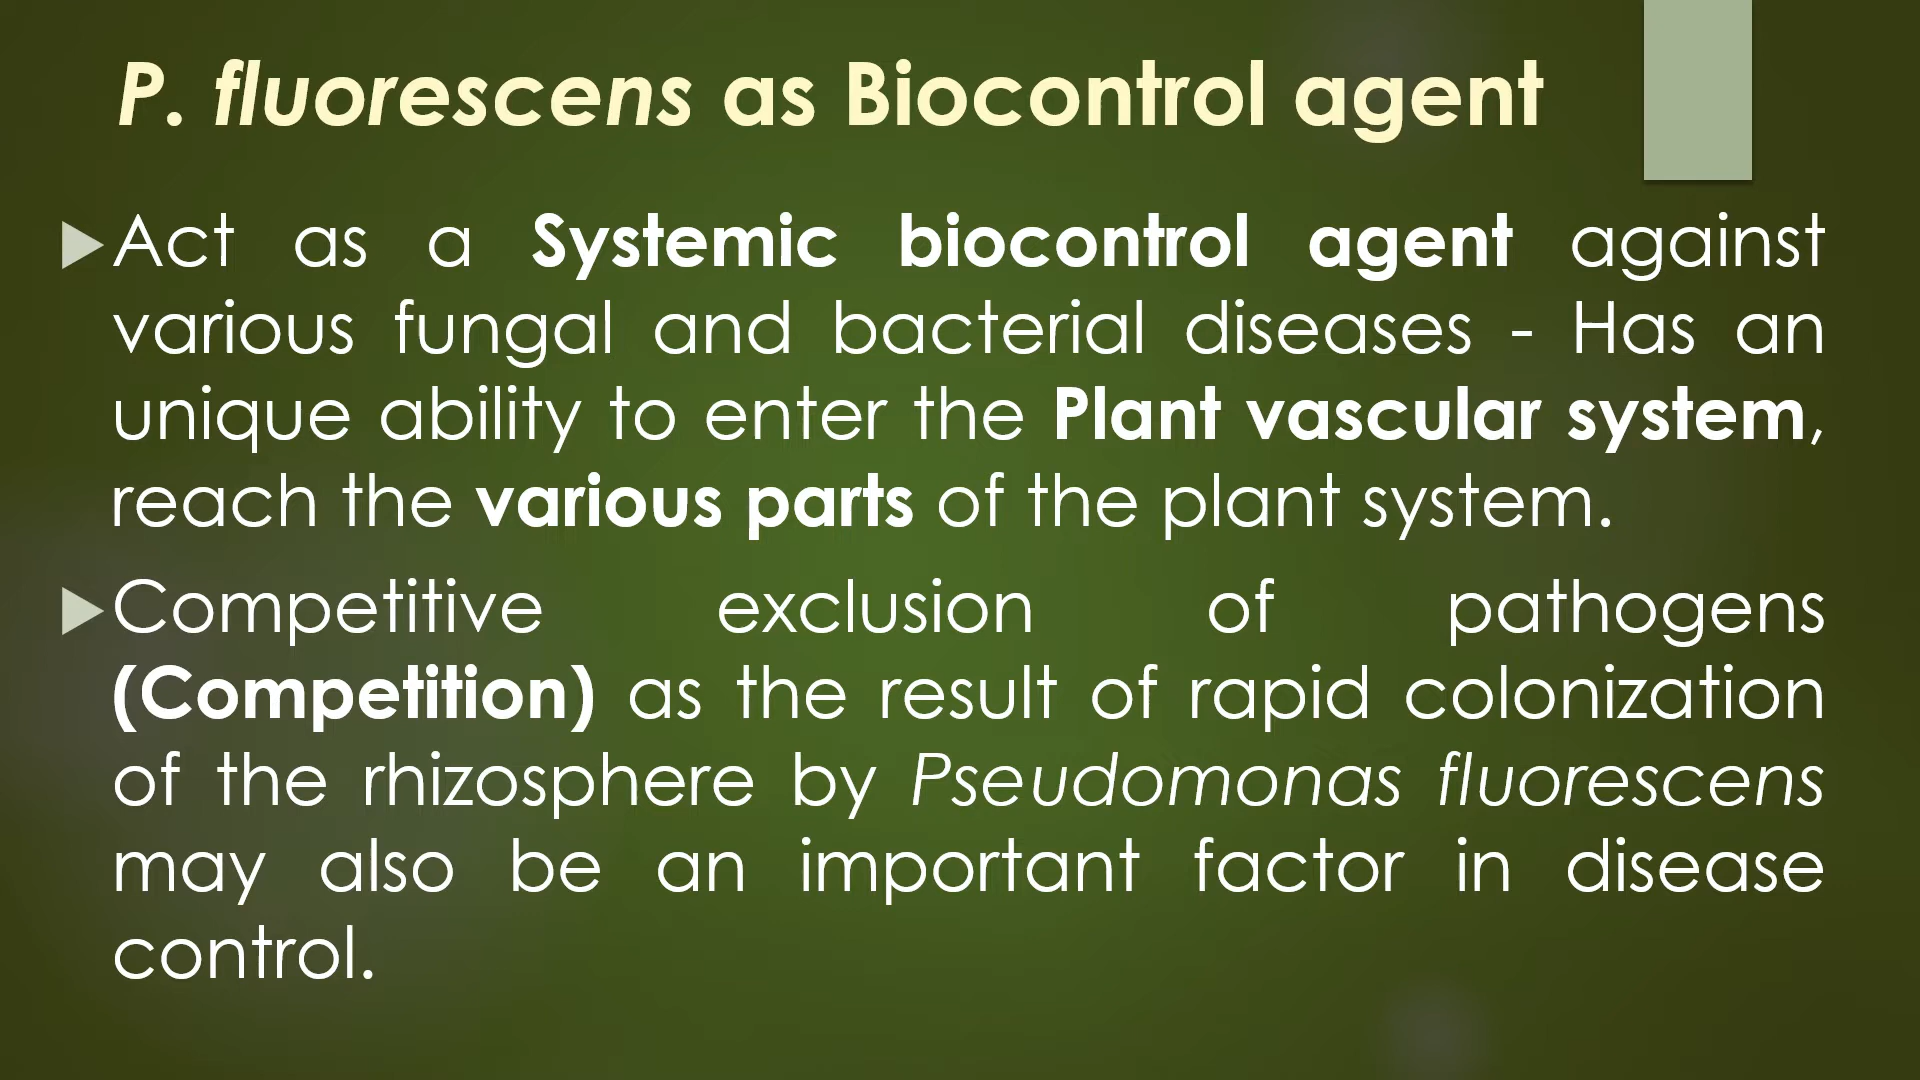 P. fluorescens as Biocontrol agent
Act as a Systemic biocontrol agent against
various fungal and bacterial diseases - Has an
unique ability to enter the Plant vascular system,
reach the various parts of the plant system.
Competitive exclusion of pathogens
(Competition) as the result of rapid colonization
of the rhizosphere by Pseudomonas fluorescens
may also be an important factor in disease
control.